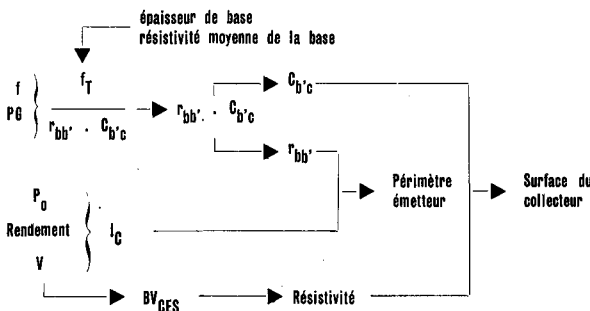 épaisseur de base
résistivité moyenne de la base
f
PG
f_T
r_bb' . C_b'c
r_bb' . C_b'c
C_b'c
r_bb'
Périmètre
émetteur
Surface du
collecteur
P_0
Rendement
V
I_C
BV_CES
Résistivité